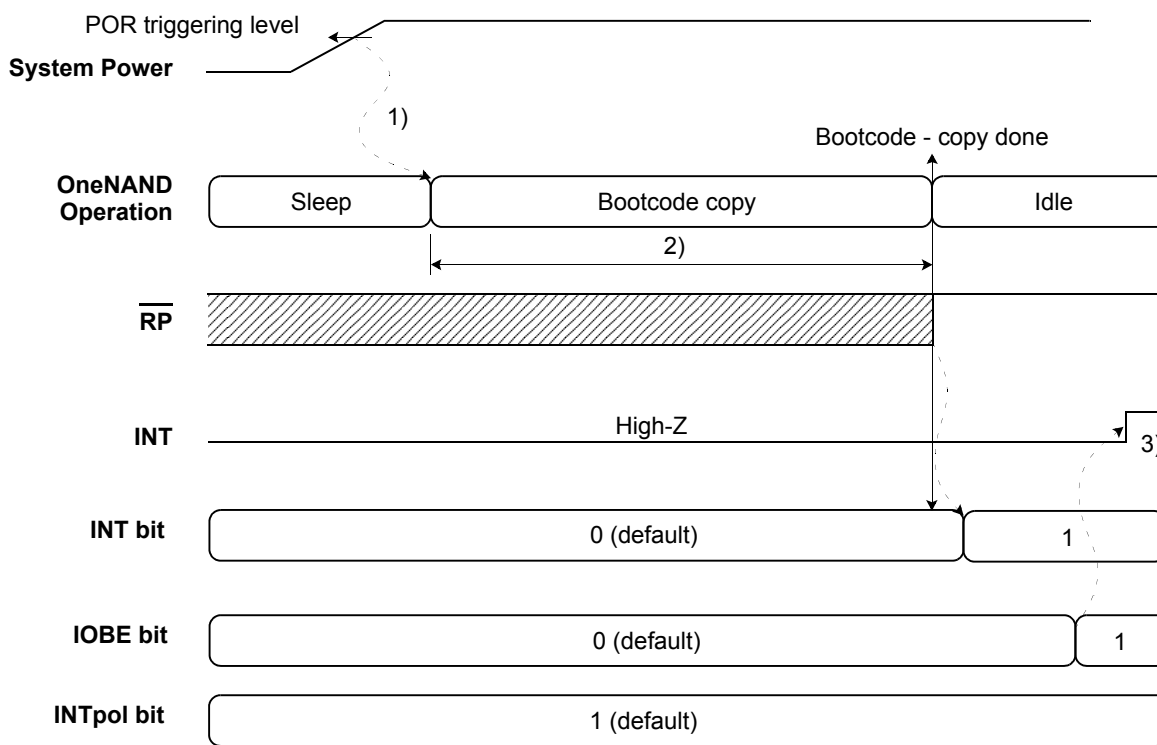 POR triggering level
System Power
1)
Bootcode - copy done
OneNAND
Operation
Sleep
Bootcode copy
Idle
2)
RP
INT
High-Z
3)
INT bit
0 (default)
1
IOBE bit
0 (default)
1
INTpol bit
1 (default)